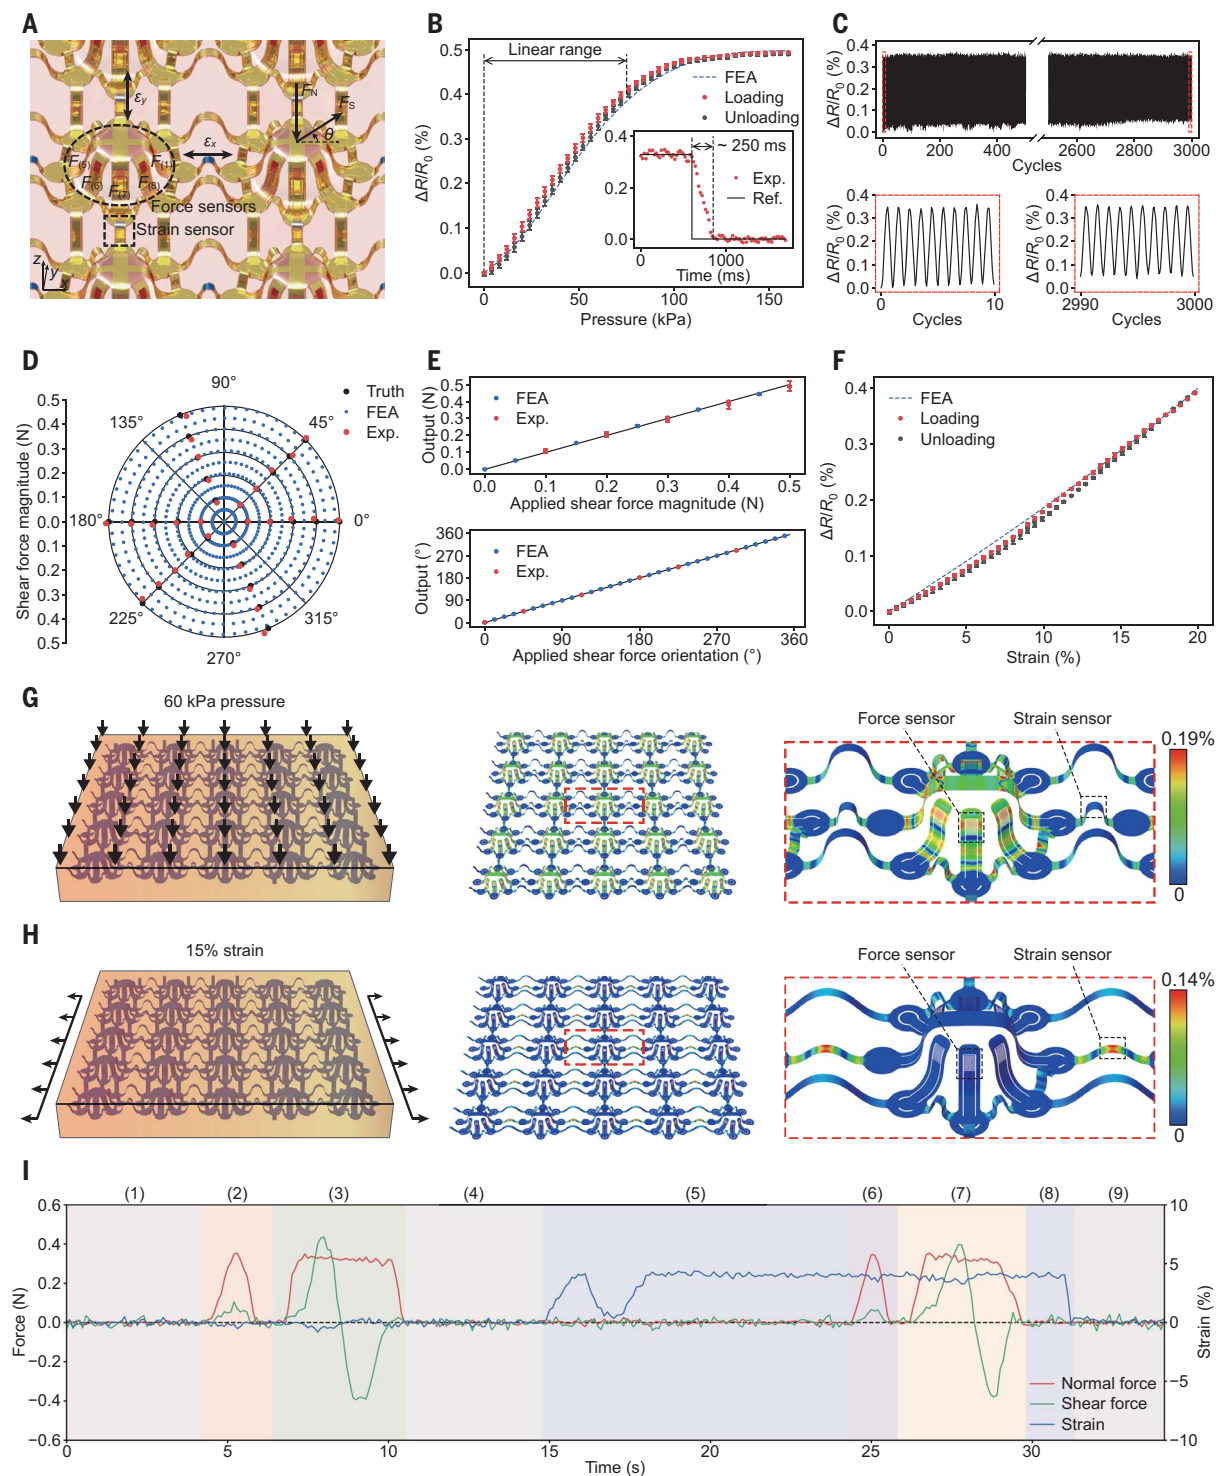 A
εy
FN
FS
θ
εx
F(5)
F(1)
F(6)
F(7)
F(8)
Force sensors
Strain sensor
z
y
x
B
0.5
0.4
0.3
0.2
0.1
0.0
ΔR/R0 (%)
Linear range
FEA
Loading
Unloading
0.4
0.2
0.0
~ 250 ms
Exp.
Ref.
0 1000
Time (ms)
0 50 100 150
Pressure (kPa)
C
0.4
0.3
0.2
0.1
0.0
ΔR/R0 (%)
0 200 400 2600 2800 3000
Cycles
0.4
0.3
0.2
0.1
0.0
ΔR/R0 (%)
0 10
Cycles
0.4
0.3
0.2
0.1
0.0
ΔR/R0 (%)
2990 3000
Cycles
D
0.5
0.4
0.3
0.2
0.1
0.0
0.1
0.2
0.3
0.4
0.5
Shear force magnitude (N)
90°
135°
45°
180°
0°
225°
315°
270°
Truth
FEA
Exp.
E
0.5
0.4
0.3
0.2
0.1
0.0
Output (N)
FEA
Exp.
0.0 0.1 0.2 0.3 0.4 0.5
Applied shear force magnitude (N)
360
270
180
90
0
Output (°)
FEA
Exp.
0 90 180 270 360
Applied shear force orientation (°)
F
0.4
0.3
0.2
0.1
0.0
ΔR/R0 (%)
FEA
Loading
Unloading
0 5 10 15 20
Strain (%)
G
60 kPa pressure
Force sensor
Strain sensor
0.19%
0
H
15% strain
Force sensor
Strain sensor
0.14%
0
I
(1) (2) (3) (4) (5) (6) (7) (8) (9)
0.6
0.4
0.2
0.0
−0.2
−0.4
−0.6
Force (N)
10
5
0
−5
−10
Strain (%)
Normal force
Shear force
Strain
0 5 10 15 20 25 30
Time (s)